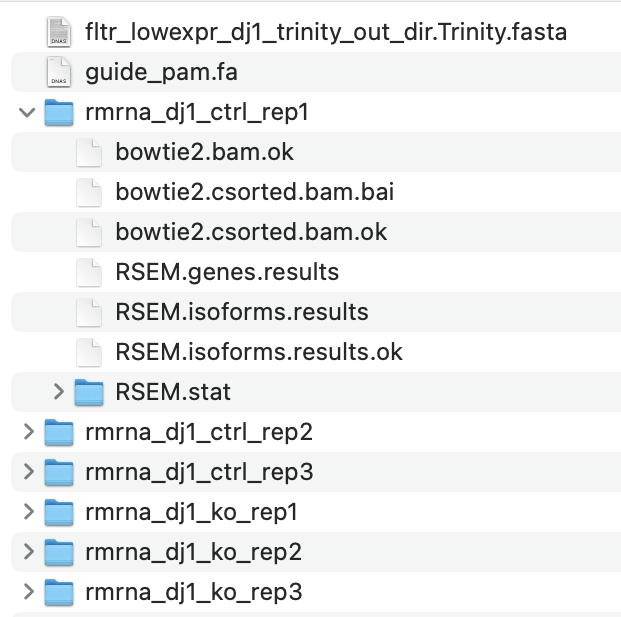 fltr_lowexpr_dj1_trinity_out_dir.Trinity.fasta
guide_pam.fa
rmrna_dj1_ctrl_rep1
bowtie2.bam.ok
bowtie2.csorted.bam.bai
bowtie2.csorted.bam.ok
RSEM.genes.results
RSEM.isoforms.results
RSEM.isoforms.results.ok
RSEM.stat
rmrna_dj1_ctrl_rep2
rmrna_dj1_ctrl_rep3
rmrna_dj1_ko_rep1
rmrna_dj1_ko_rep2
rmrna_dj1_ko_rep3